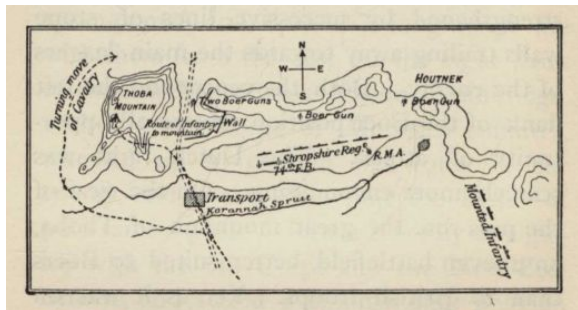 N
W E
S
HOUTNEK
Boer Gun
THOBA
MOUNTAIN
Turning move
of Cavalry
Two Boer Guns
Boer Gun
Route of Infantry
to mountain
Wall
Shropshire Regt.
74th F.B.
R.M.A.
Transport
Korannah Spruit
Mounted Infantry